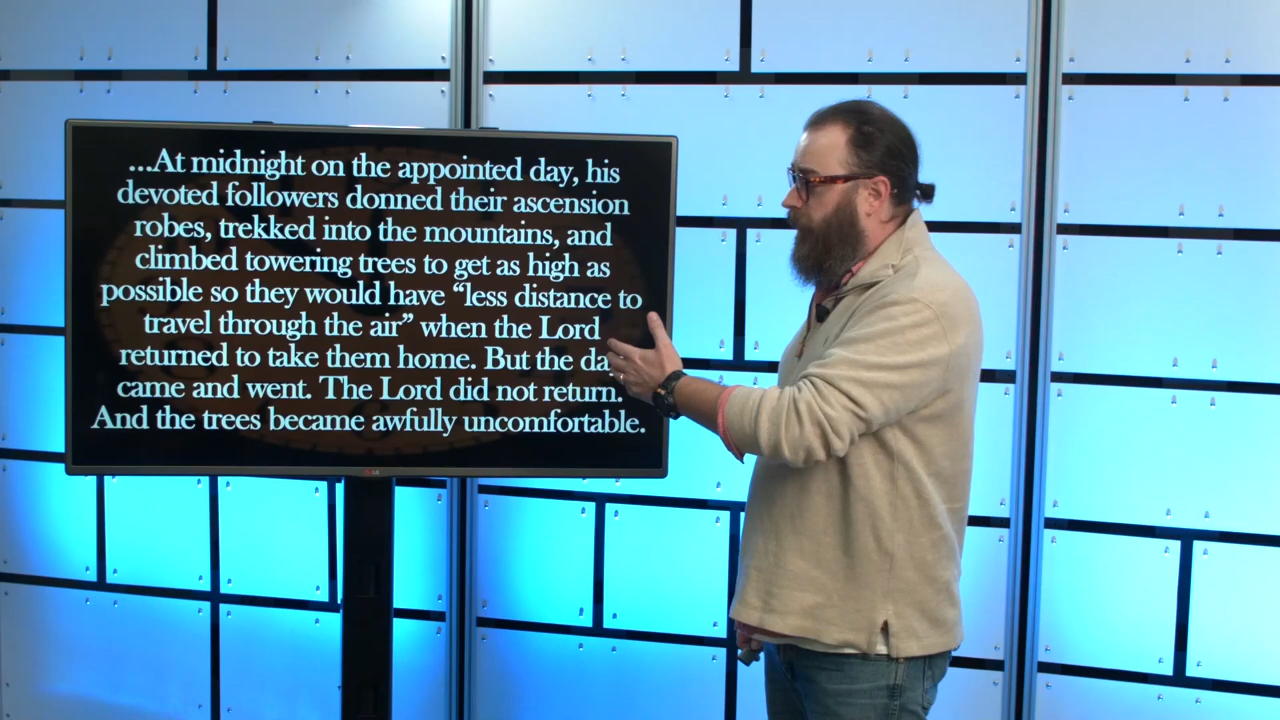 ...At midnight on the appointed day, his
devoted followers donned their ascension
robes, trekked into the mountains, and
climbed towering trees to get as high as
possible so they would have “less distance to
travel through the air” when the Lord
returned to take them home. But the da
came and went. The Lord did not return.
And the trees became awfully uncomfortable.
LG